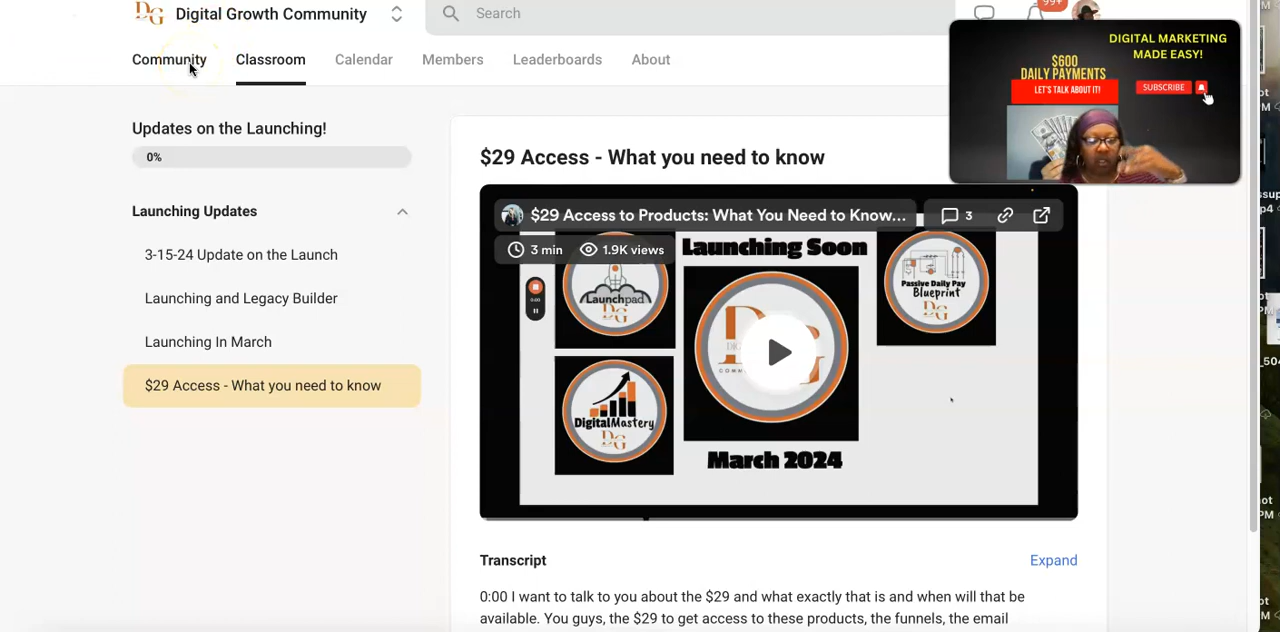 DG Digital Growth Community
Search
99+
Community
Classroom
Calendar
Members
Leaderboards
About
DIGITAL MARKETING
MADE EASY!
$600
DAILY PAYMENTS
LET'S TALK ABOUT IT!
SUBSCRIBE
Updates on the Launching!
0%
Launching Updates
3-15-24 Update on the Launch
Launching and Legacy Builder
Launching In March
$29 Access - What you need to know
$29 Access - What you need to know
$29 Access to Products: What You Need to Know...
3
3 min
1.9K views
Launching Soon
Launchpad
DG
Passive Daily Pay
Blueprint
DG
DigitalMastery
DG
March 2024
Transcript
Expand
0:00 I want to talk to you about the $29 and what exactly that is and when will that be
available. You guys, the $29 to get access to these products, the funnels, the email